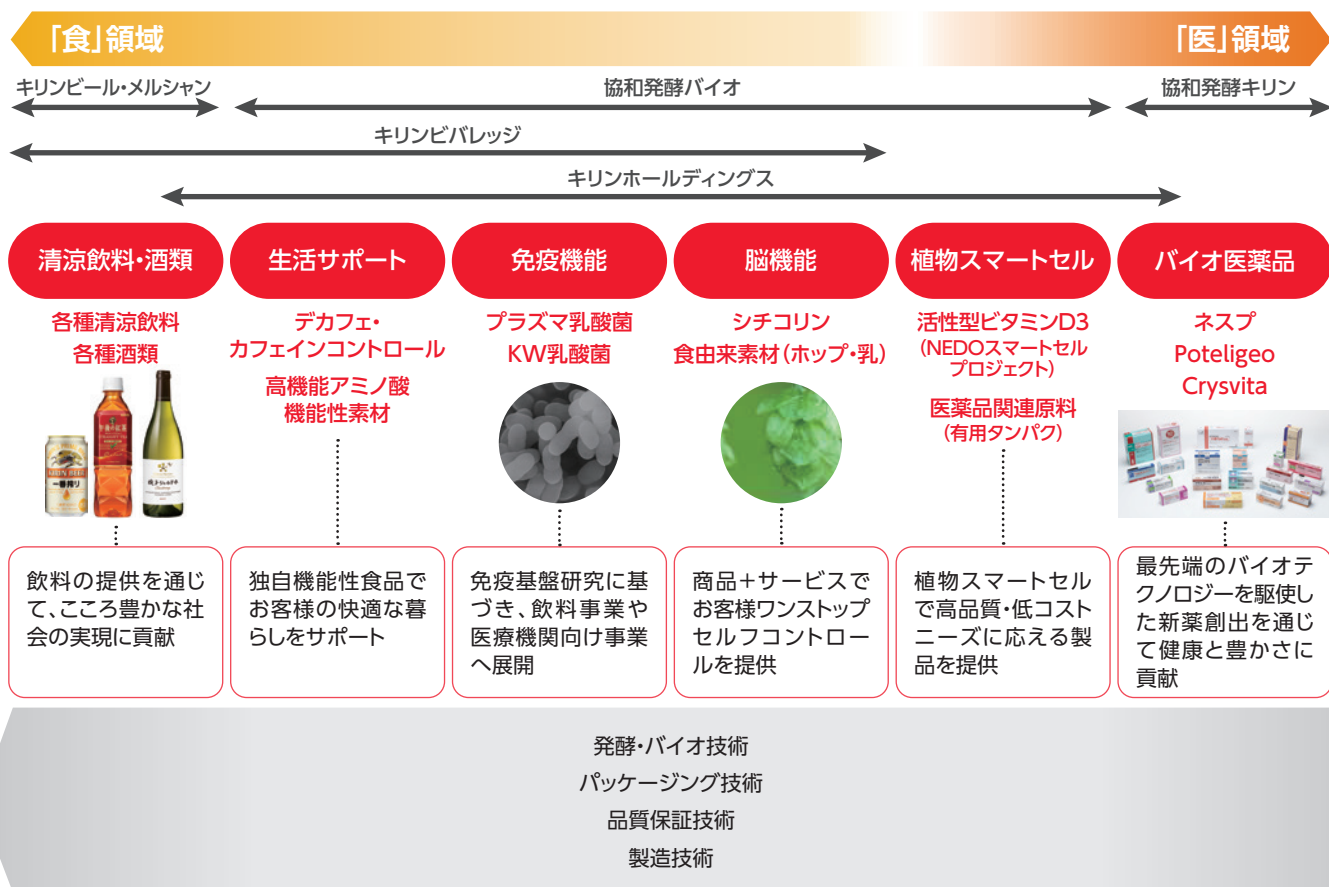 「食」領域
「医」領域
キリンビール・メルシャン
協和発酵バイオ
協和発酵キリン
キリンビバレッジ
キリンホールディングス
清涼飲料・酒類
各種清涼飲料
各種酒類
KIRIN BEER
一番搾り
午後の紅茶
飲料の提供を通じ
て、こころ豊かな社
会の実現に貢献
生活サポート
デカフェ・
カフェインコントロール
高機能アミノ酸
機能性素材
独自機能性食品で
お客様の快適な暮
らしをサポート
免疫機能
プラズマ乳酸菌
KW乳酸菌
免疫基盤研究に基
づき、飲料事業や
医療機関向け事業
へ展開
脳機能
シチコリン
食由来素材（ホップ・乳）
商品＋サービスで
お客様ワンストップ
セルフコントロー
ルを提供
植物スマートセル
活性型ビタミンD3
（NEDOスマートセル
プロジェクト）
医薬品関連原料
（有用タンパク）
植物スマートセル
で高品質・低コスト
ニーズに応える製
品を提供
バイオ医薬品
ネスプ
Poteligeo
Crysvita
最先端のバイオテ
クノロジーを駆使し
た新薬創出を通じ
て健康と豊かさに
貢献
発酵・バイオ技術
パッケージング技術
品質保証技術
製造技術